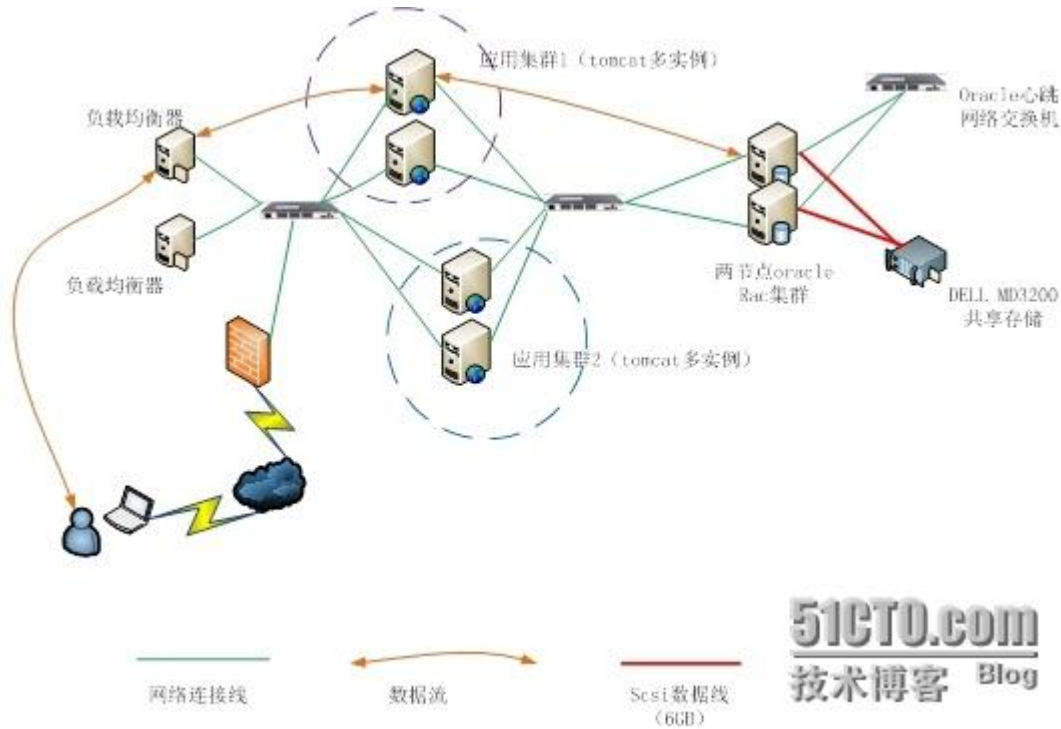 应用集群1（tomcat多实例）
负载均衡器
Oracle心跳
网络交换机
负载均衡器
两节点oracle
Rac集群
DELL MD3200
共享存储
应用集群2（tomcat多实例）
网络连接线
数据流
Scsi数据线
（6GB）
51CTO.com
技术博客 Blog